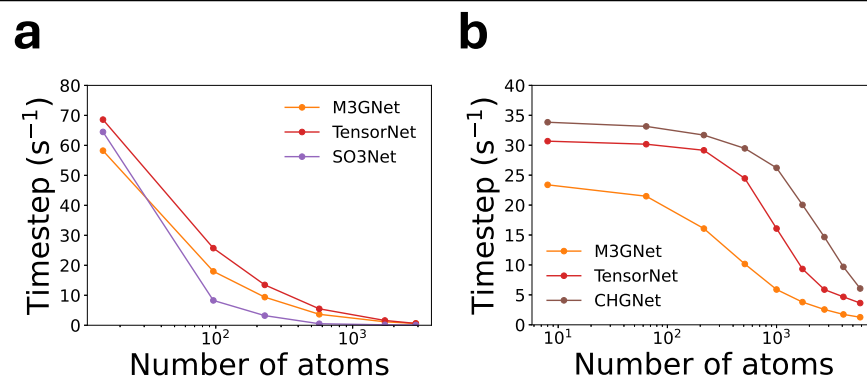 a
80
70
60
50
40
30
20
10
0
Timestep (s⁻¹)
M3GNet
TensorNet
SO3Net
10²
10³
Number of atoms
b
40
35
30
25
20
15
10
5
0
Timestep (s⁻¹)
M3GNet
TensorNet
CHGNet
10¹
10²
10³
Number of atoms